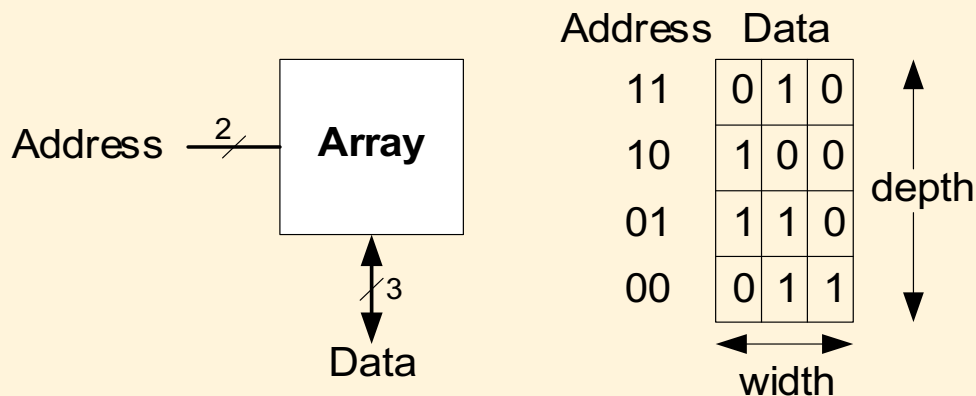 Address Data
11 0 1 0
2
Address Array
10 1 0 0
depth
01 1 1 0
00 0 1 1
3
Data
width